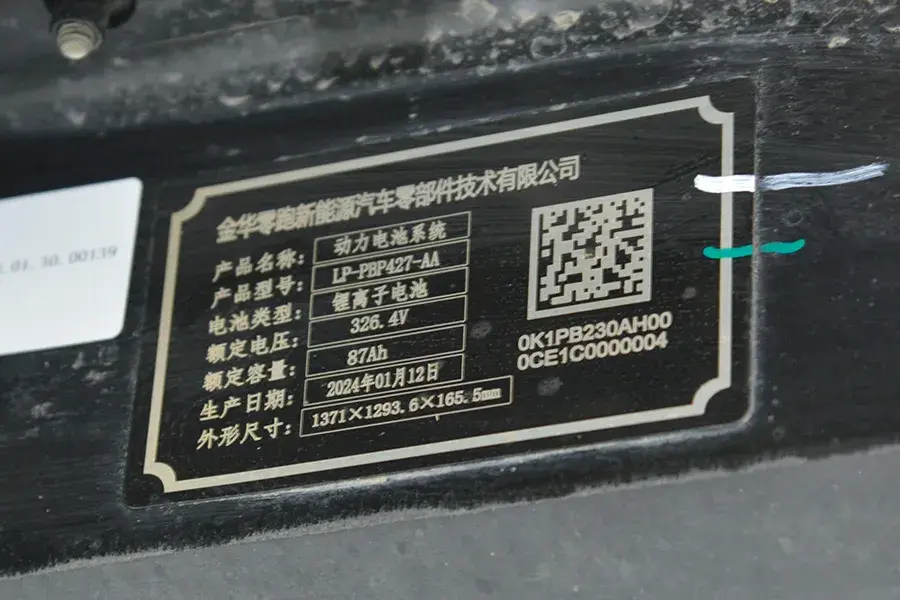 .01.30.00139
金华零跑新能源汽车零部件技术有限公司
产品名称: 动力电池系统
产品型号: LP-PBP427-AA
电池类型: 锂离子电池
额定电压: 326.4V
额定容量: 87Ah
生产日期: 2024年01月12日
外形尺寸: 1371×1293.6×165.5mm
0K1PB230AH00
0CE1C0000004